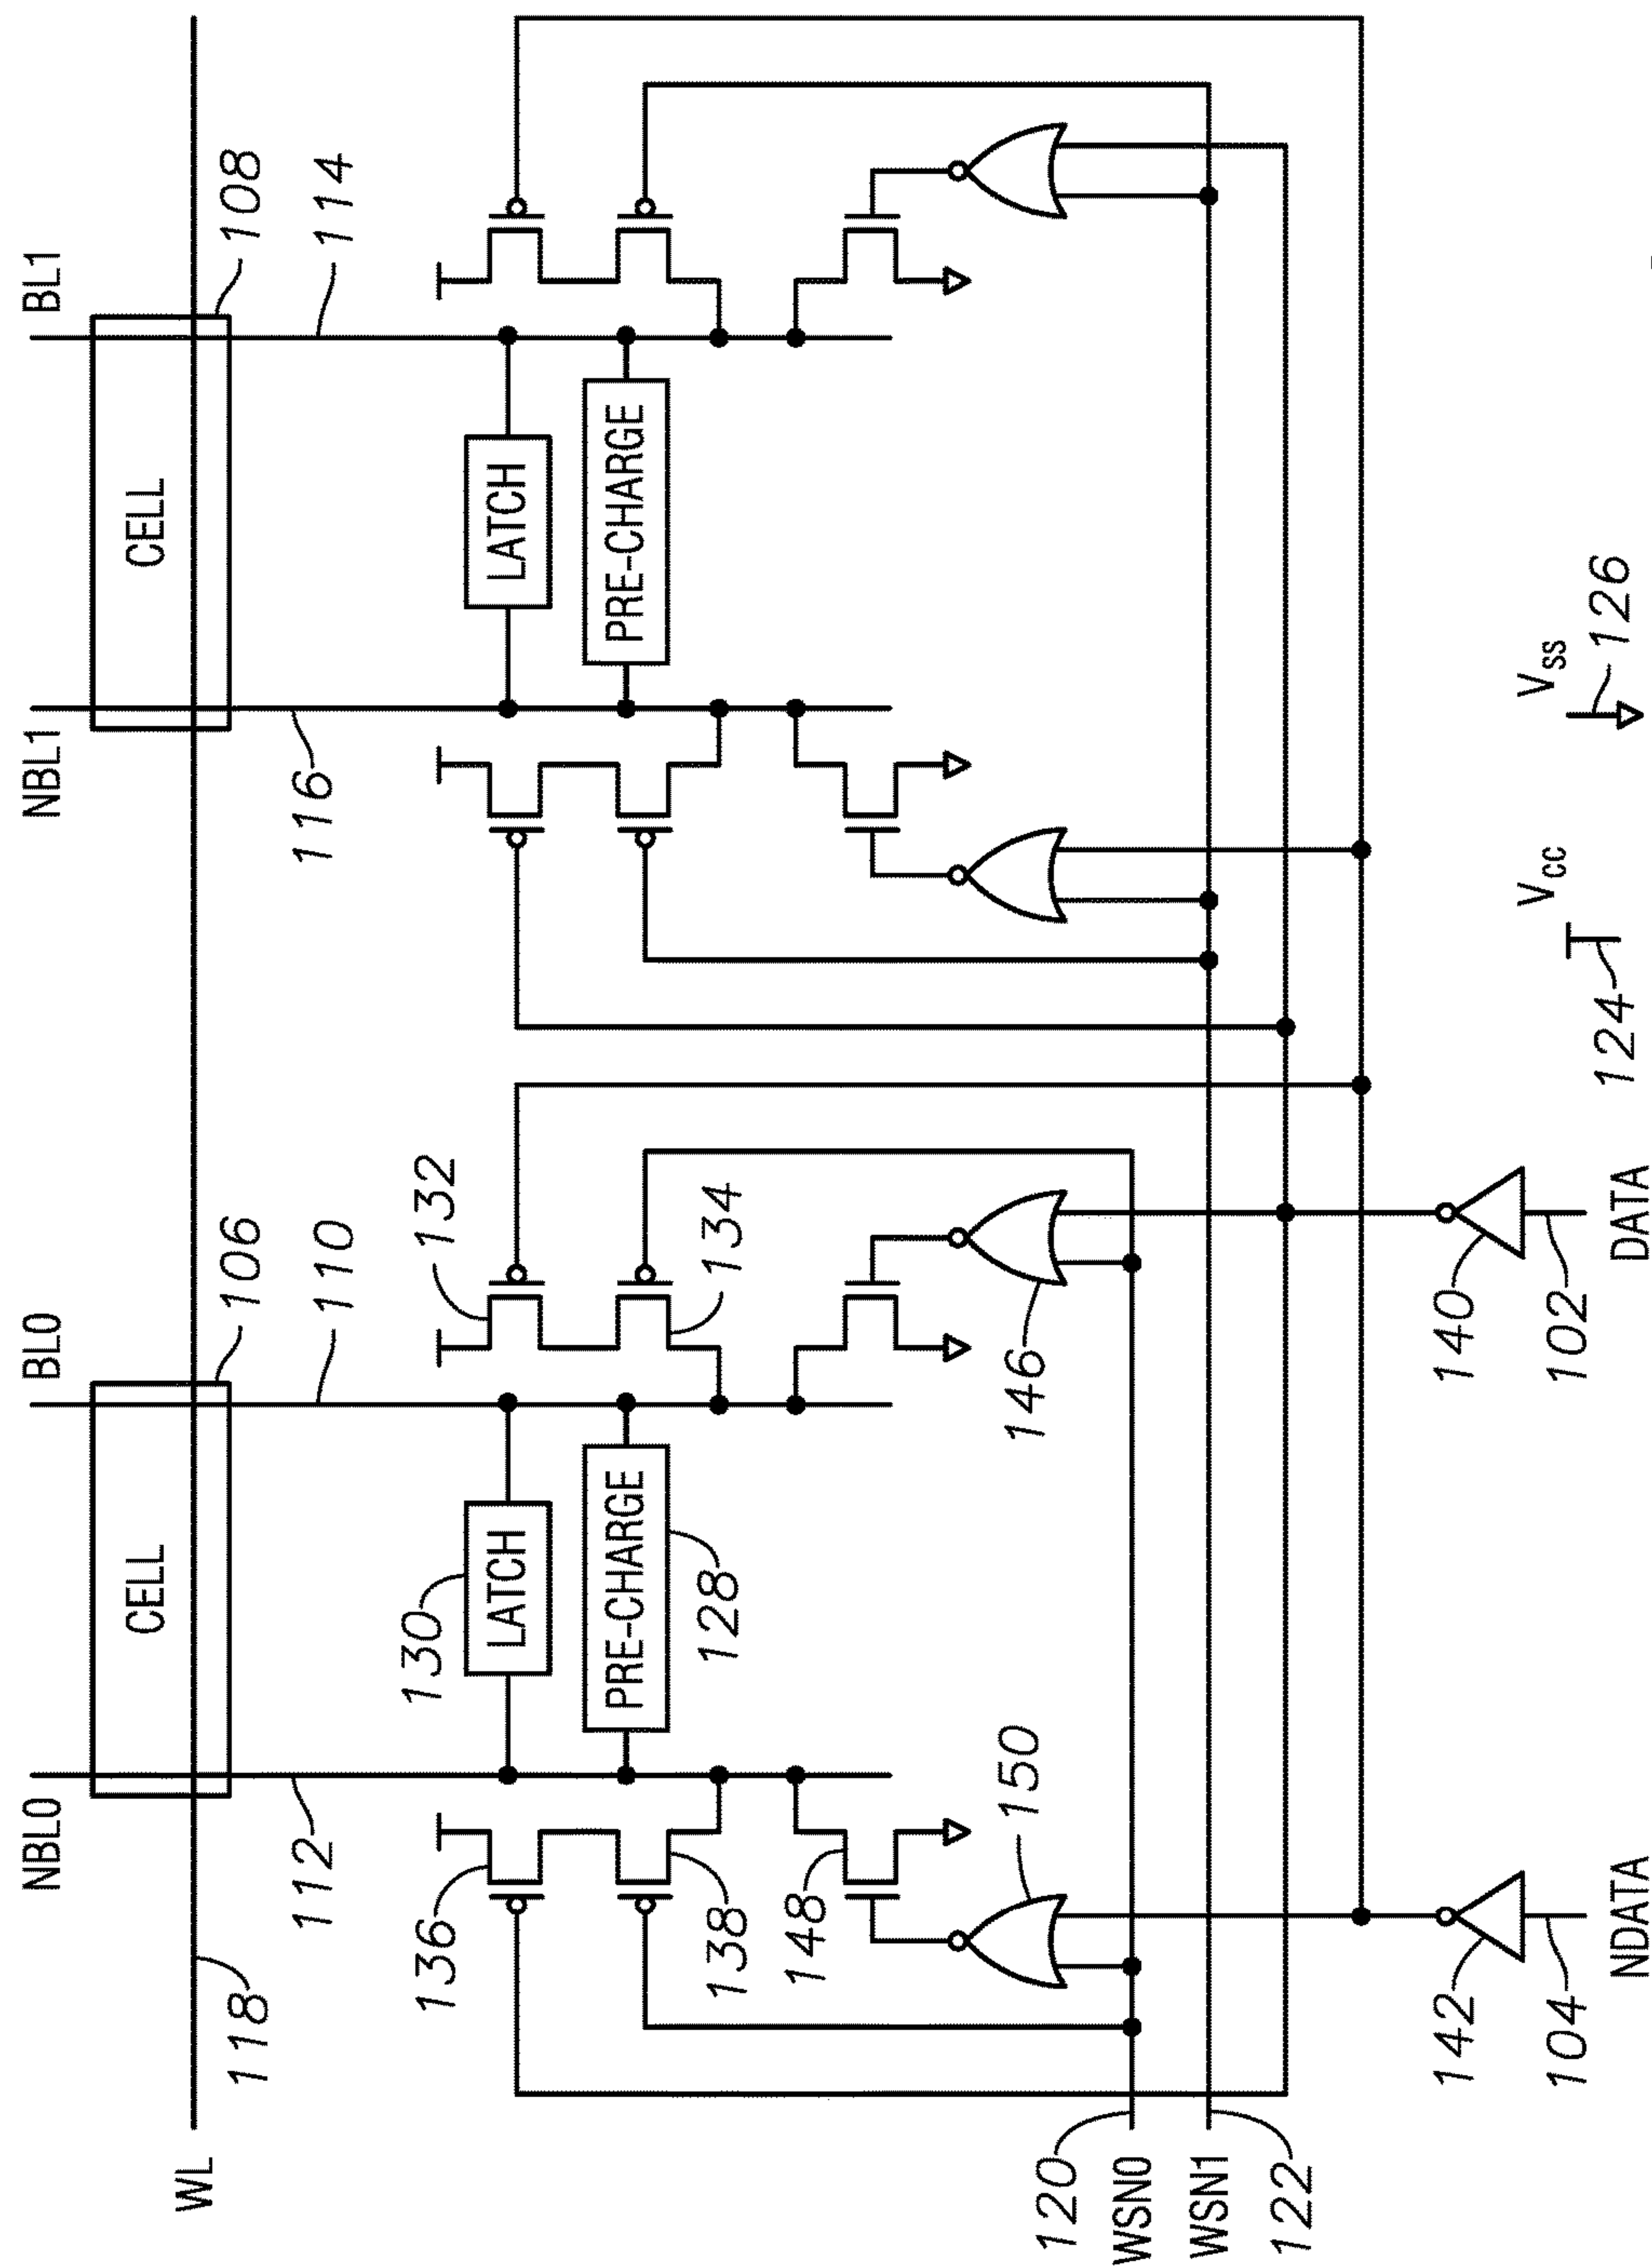 NBL0
BL0
NBL1
BL1
CELL
106
CELL
108
WL
118
112
110
116
114
136
130
LATCH
132
LATCH
138
PRE-CHARGE
128
134
PRE-CHARGE
148
150
146
120
WSN0
WSN1
122
142
140
124
VCC
VSS
126
104
102
NDATA
DATA